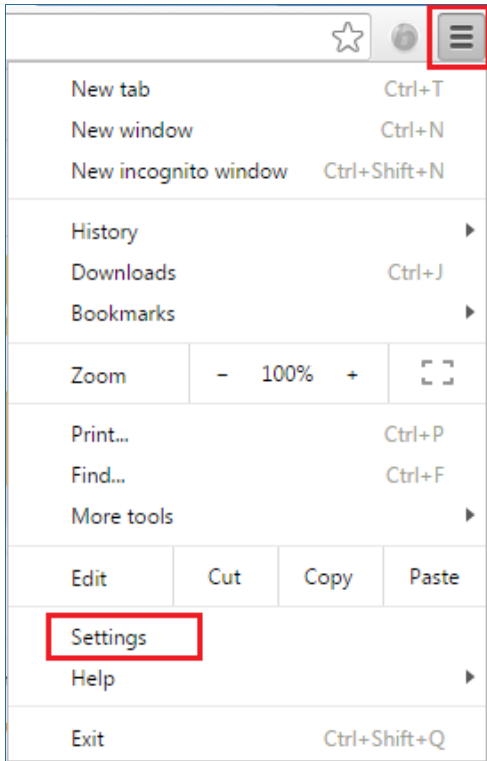 New tab Ctrl+T
New window Ctrl+N
New incognito window Ctrl+Shift+N
History
Downloads Ctrl+J
Bookmarks
Zoom - 100% +
Print... Ctrl+P
Find... Ctrl+F
More tools
Edit Cut Copy Paste
Settings
Help
Exit Ctrl+Shift+Q